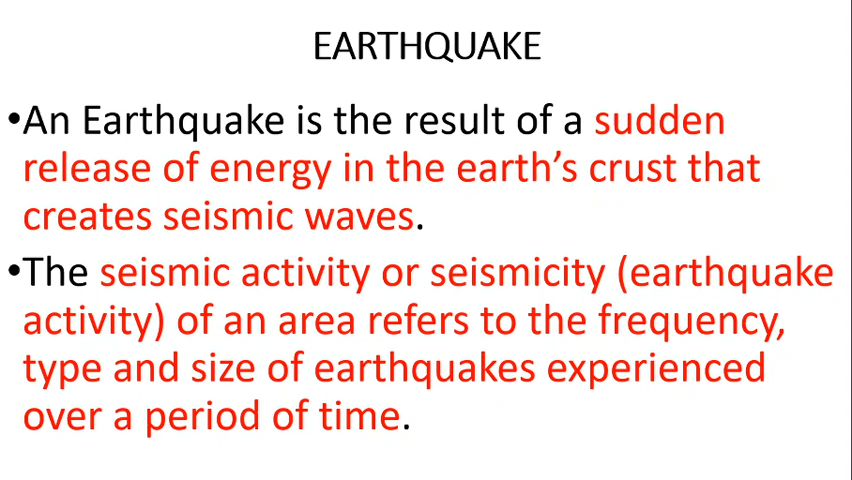 EARTHQUAKE
•An Earthquake is the result of a sudden
release of energy in the earth’s crust that
creates seismic waves.
•The seismic activity or seismicity (earthquake
activity) of an area refers to the frequency,
type and size of earthquakes experienced
over a period of time.